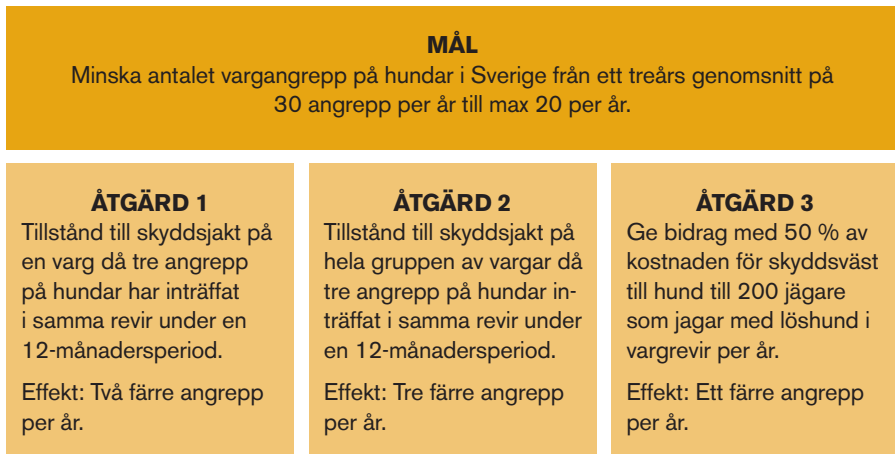 MÅL
Minska antalet vargangrepp på hundar i Sverige från ett treårs genomsnitt på
30 angrepp per år till max 20 per år.
ÅTGÄRD 1
Tillstånd till skyddsjakt på
en varg då tre angrepp
på hundar har inträffat
i samma revir under en
12-månadersperiod.
Effekt: Två färre angrepp
per år.
ÅTGÄRD 2
Tillstånd till skyddsjakt på
hela gruppen av vargar då
tre angrepp på hundar in-
träffat i samma revir under
en 12-månadersperiod.
Effekt: Tre färre angrepp
per år.
ÅTGÄRD 3
Ge bidrag med 50 % av
kostnaden för skyddsväst
till hund till 200 jägare
som jagar med löshund i
vargrevir per år.
Effekt: Ett färre angrepp
per år.